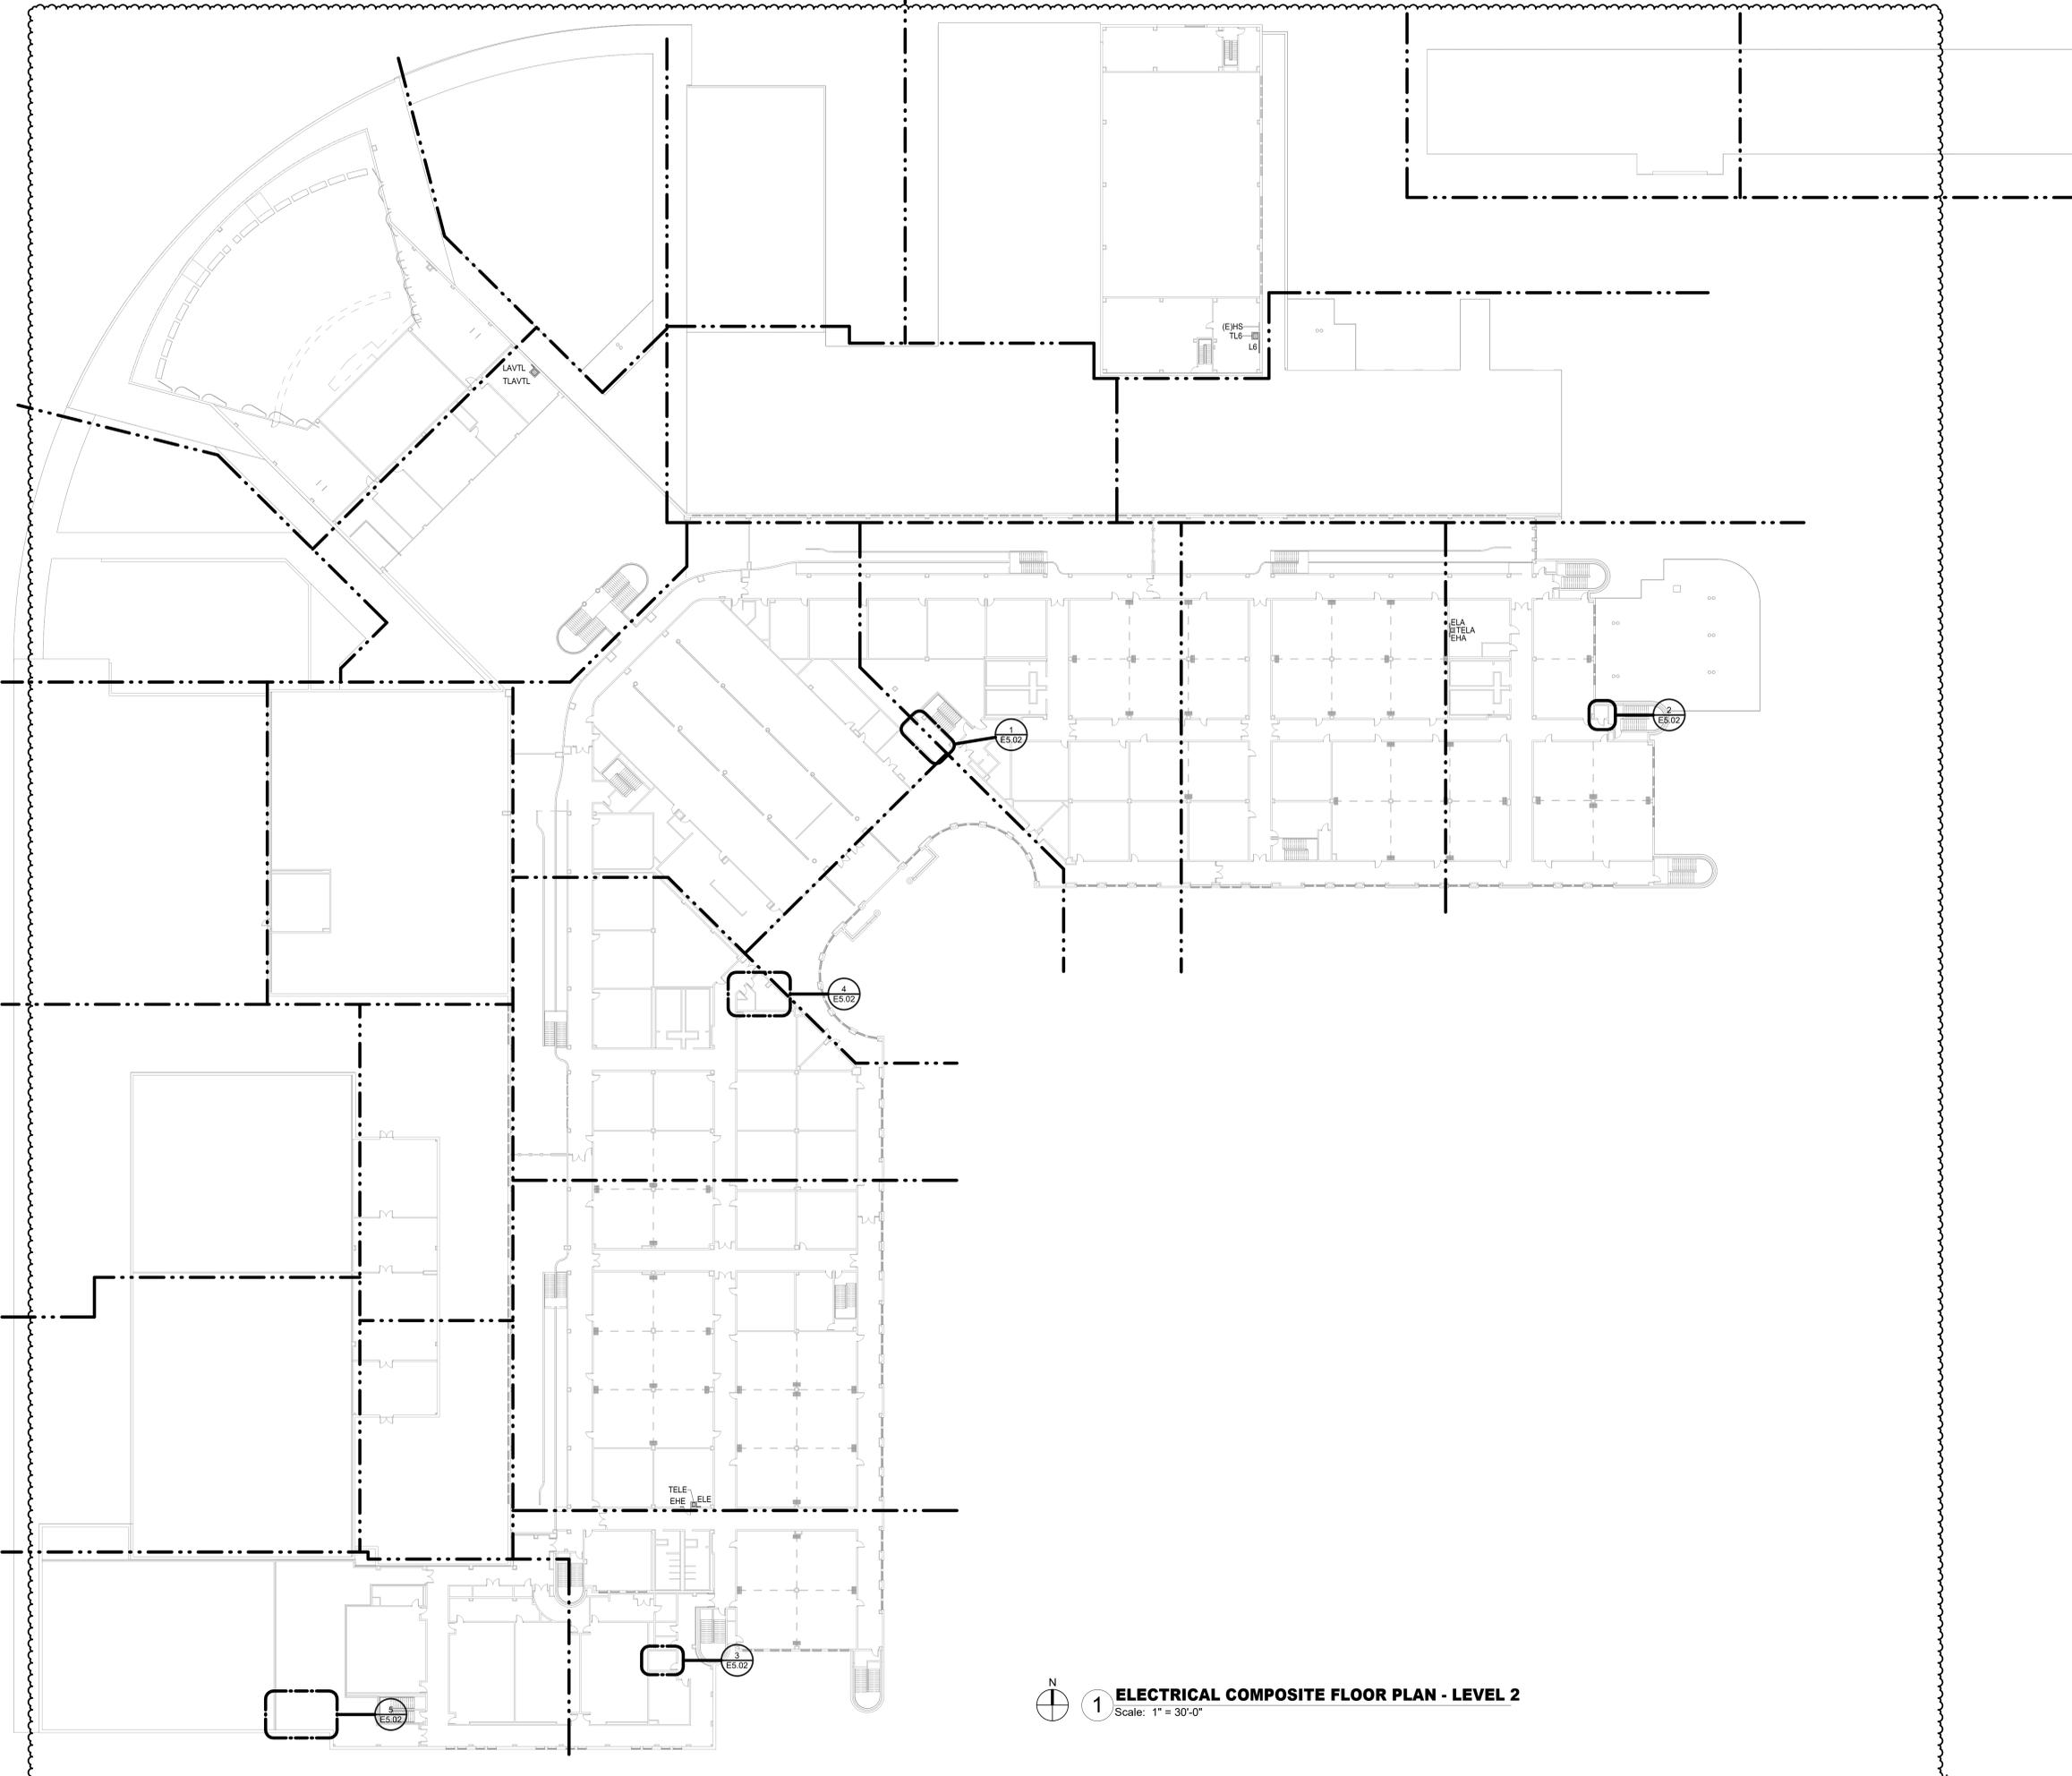 (E)HS
TL6
L6
LAVTL
TLAVTL
ELA
TELA
EHA
2
E5.02
1
E5.02
4
E5.02
TELE
EHE ELE
3
E5.02
5
E5.02
N
1 ELECTRICAL COMPOSITE FLOOR PLAN - LEVEL 2
Scale: 1" = 30'-0"